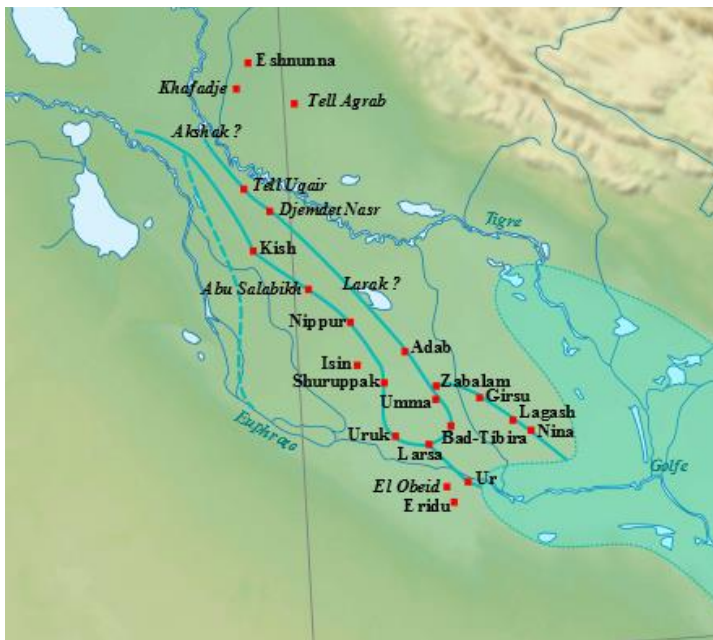 Eshnunna
Khafadje
Tell Agrab
Akshak ?
Tell Uqair
Djemdet Nasr
Tigre
Kish
Larak ?
Abu Salabikh
Nippur
Adab
Isin
Shuruppak
Zabalam
Girsu
Umma
Lagash
Euphrate
Uruk
Bad-Tibira
Nina
Larsa
Golfe
Ur
El Obeid
Eridu